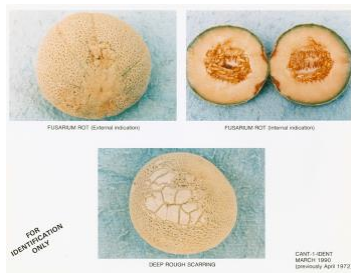 FUSARIUM ROT (External indication)
FUSARIUM ROT (Internal indication)
DEEP ROUGH SCARRING
FOR
IDENTIFICATION
ONLY
CANT-1-IDENT
MARCH 1990
(previously April 1972